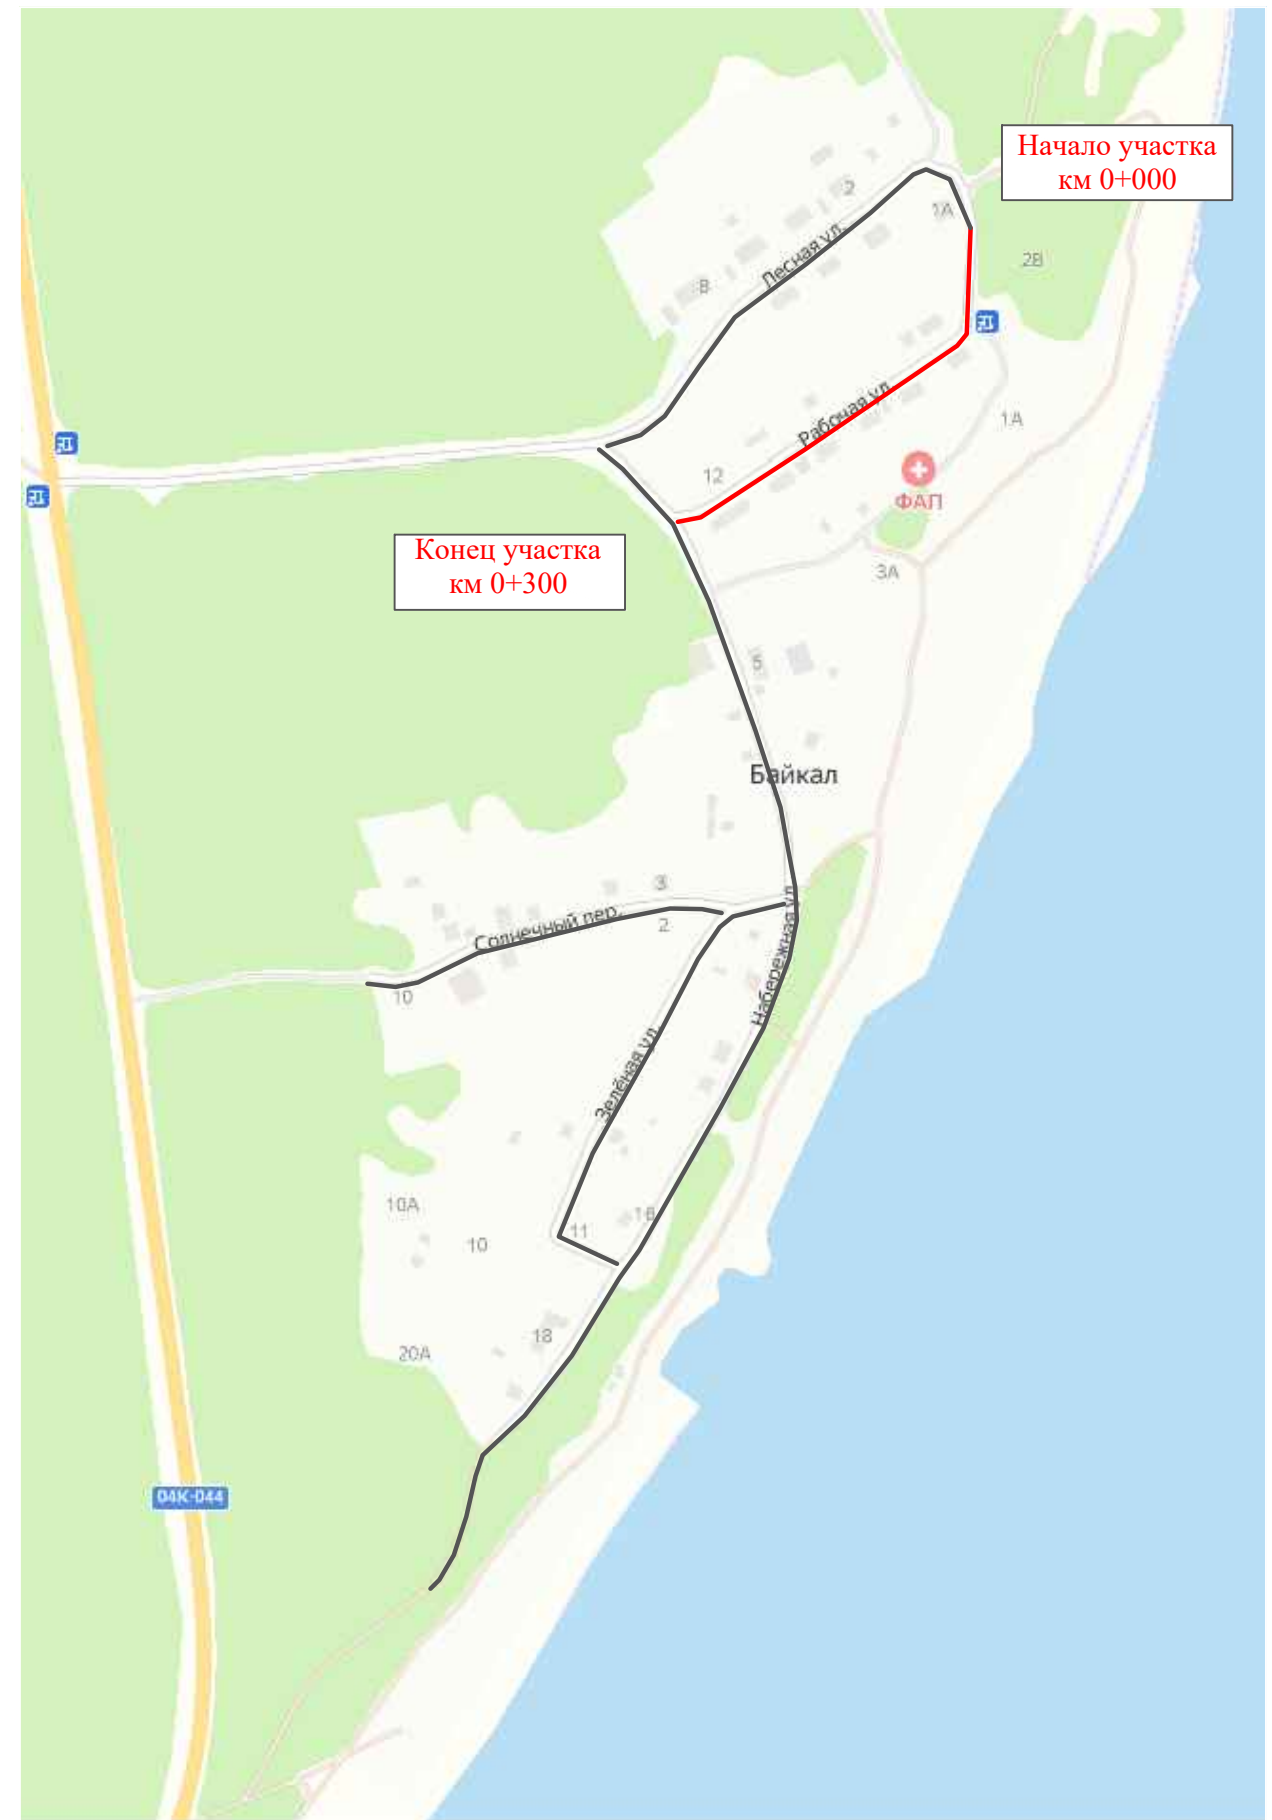 Начало участка
км 0+000
2
1А
2В
Лесная ул.
8
Рабочая ул.
1А
12
ФАП
Конец участка
км 0+300
3А
5
Байкал
3
Солнечный пер.
2
Набережная ул.
10
1
Зелёная ул.
10А
16
11
10
18
20А
04К-044